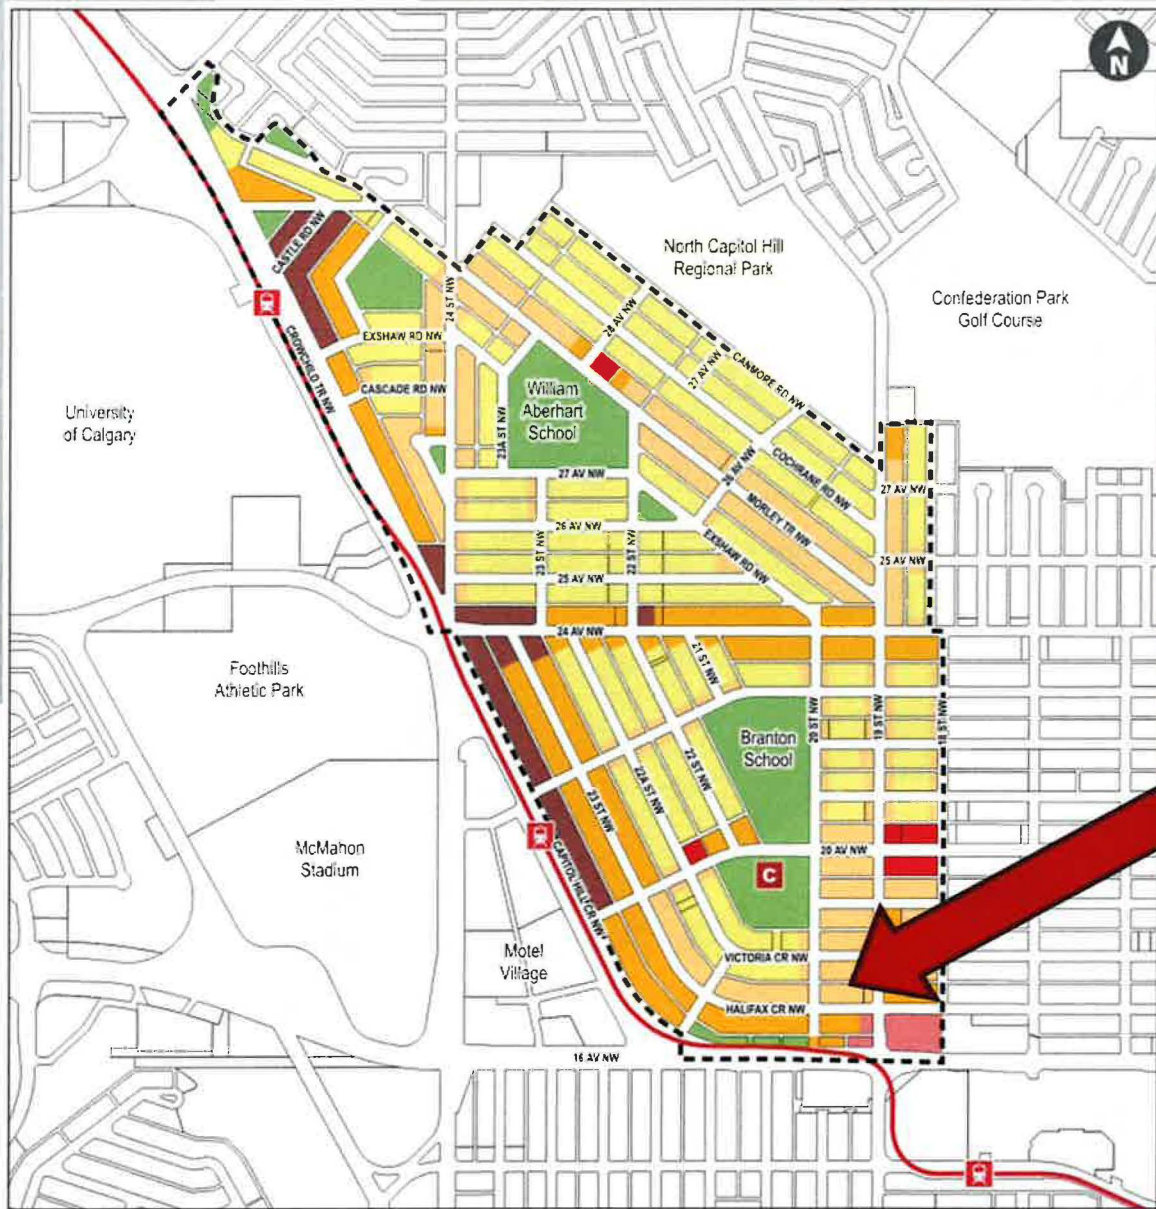 N
North Capitol Hill
Regional Park
Confederation Park
Golf Course
CASTLE RD NW
24 ST NW
28 AV NW
CROWCHILD TR NW
EXSHAW RD NW
27 AV NW
CANMORE RD NW
CASCADE RD NW
William
Aberhart
School
University
of Calgary
23A ST NW
27 AV NW
26 AV NW
COCHRANE RD NW
27 AV NW
MORLEY TR NW
26 AV NW
23 ST NW
22 ST NW
EXSHAW RD NW
25 AV NW
25 AV NW
24 AV NW
Foothills
Athletic Park
21 ST NW
20 ST NW
19 ST NW
18 ST NW
Branton
School
22A ST NW
22 ST NW
23 ST NW
McMahon
Stadium
CAPITOL HILL CR NW
20 AV NW
C
Motel
Village
VICTORIA CR NW
HALIFAX CR NW
16 AV NW